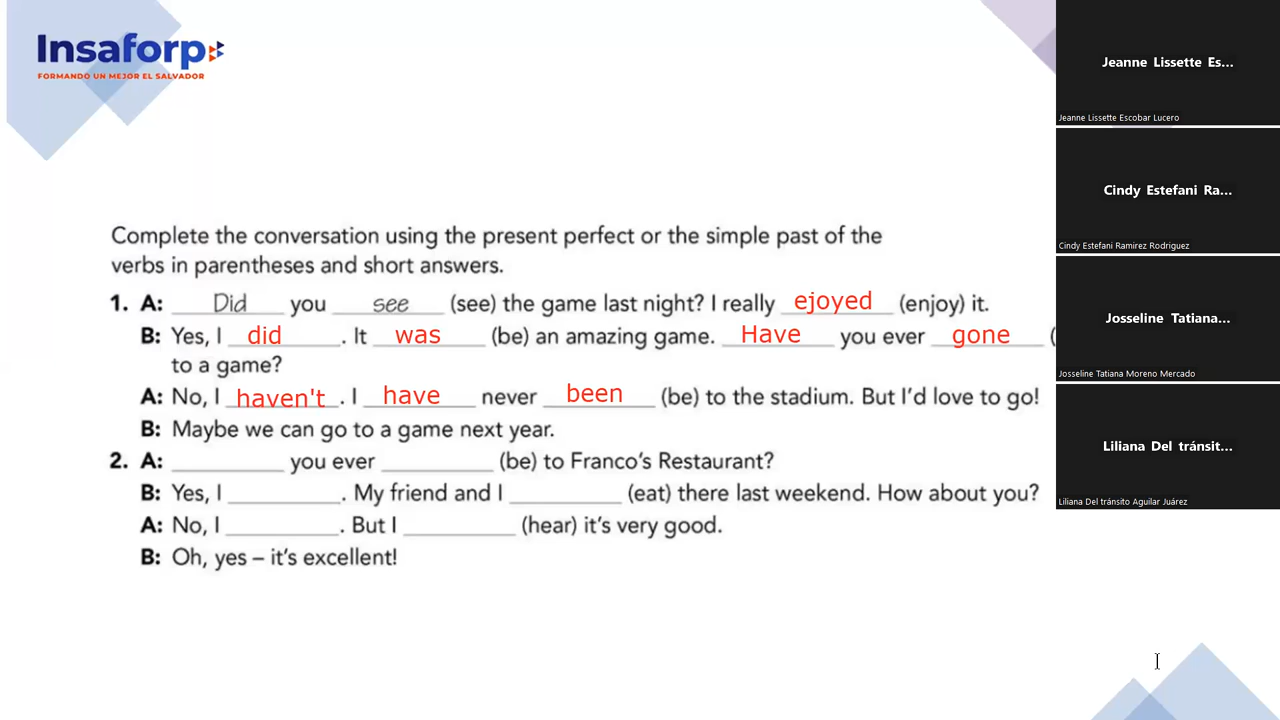 Insaforp
FORMANDO UN MEJOR EL SALVADOR
Complete the conversation using the present perfect or the simple past of the
verbs in parentheses and short answers.
1. A: Did you see (see) the game last night? I really ejoyed (enjoy) it.
B: Yes, I did. It was (be) an amazing game. Have you ever gone (
to a game?
A: No, I haven't. I have never been (be) to the stadium. But I'd love to go!
B: Maybe we can go to a game next year.
2. A: ________ you ever ________ (be) to Franco's Restaurant?
B: Yes, I ________. My friend and I ________ (eat) there last weekend. How about you?
A: No, I ________. But I ________ (hear) it's very good.
B: Oh, yes – it's excellent!
Jeanne Lissette Es...
Jeanne Lissette Escobar Lucero
Cindy Estefani Ra...
Cindy Estefani Ramirez Rodriguez
Josseline Tatiana...
Josseline Tatiana Moreno Mercado
Liliana Del tránsit...
Liliana Del tránsito Aguilar Juárez